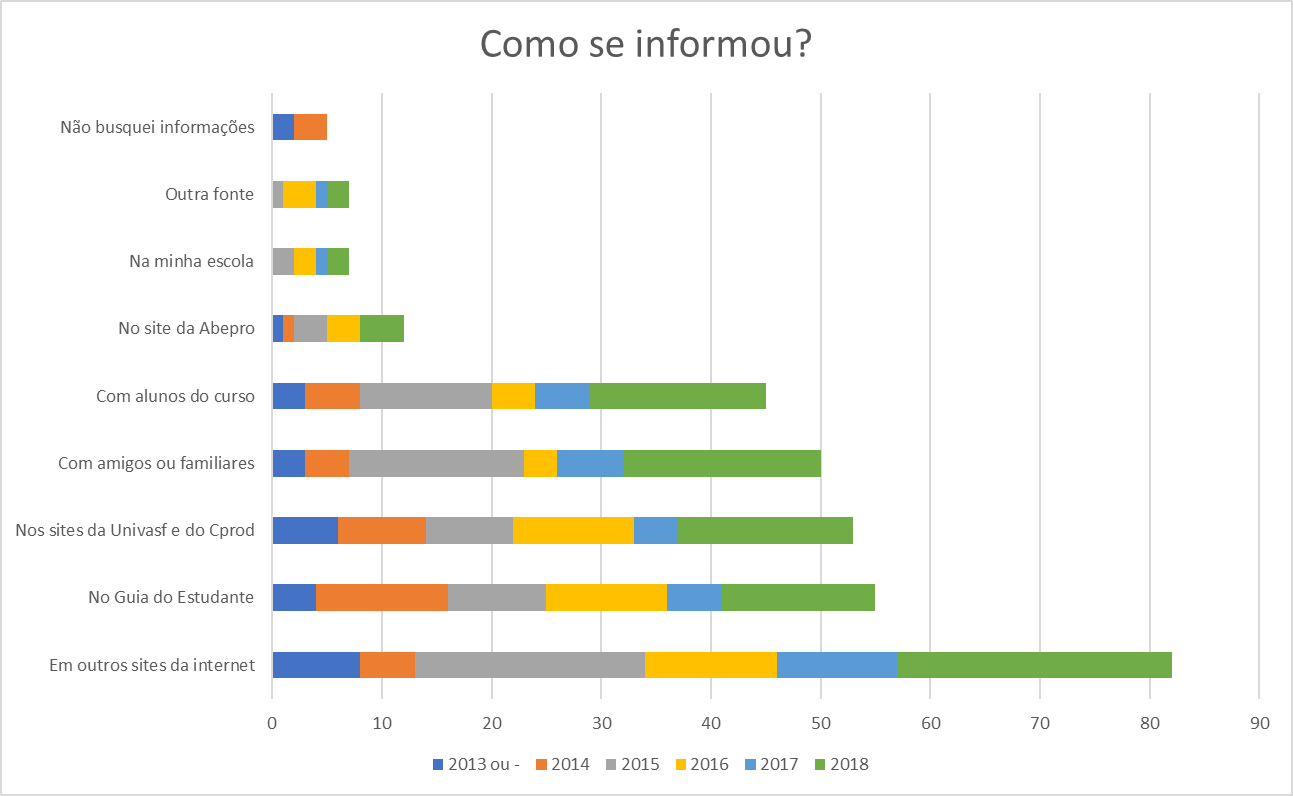 Como se informou?
Não busquei informações
Outra fonte
Na minha escola
No site da Abepro
Com alunos do curso
Com amigos ou familiares
Nos sites da Univasf e do Cprod
No Guia do Estudante
Em outros sites da internet
0 10 20 30 40 50 60 70 80 90
2013 ou - 2014 2015 2016 2017 2018